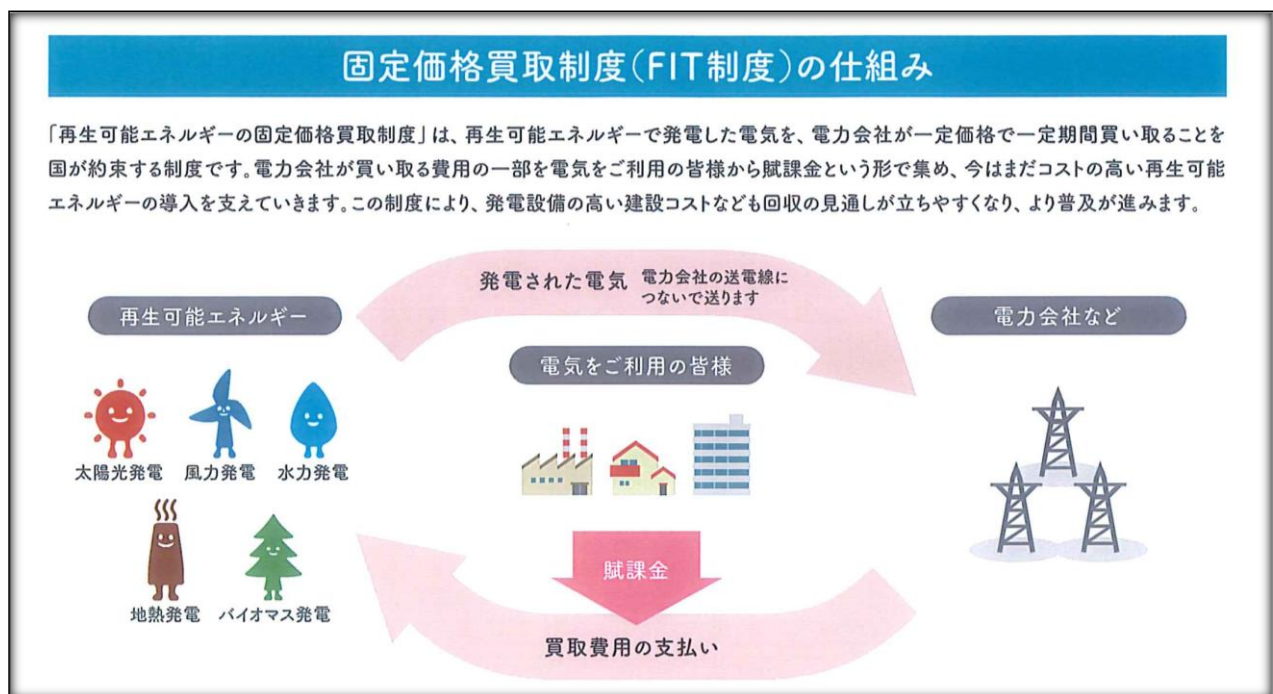 固定価格買取制度(FIT制度)の仕組み
「再生可能エネルギーの固定価格買取制度」は、再生可能エネルギーで発電した電気を、電力会社が一定価格で一定期間買い取ることを
国が約束する制度です。電力会社が買い取る費用の一部を電気をご利用の皆様から賦課金という形で集め、今はまだコストの高い再生可能
エネルギーの導入を支えていきます。この制度により、発電設備の高い建設コストなども回収の見通しが立ちやすくなり、より普及が進みます。
発電された電気 電力会社の送電線に
つないで送ります
再生可能エネルギー
電力会社など
電気をご利用の皆様
太陽光発電 風力発電 水力発電
地熱発電 バイオマス発電
賦課金
買取費用の支払い